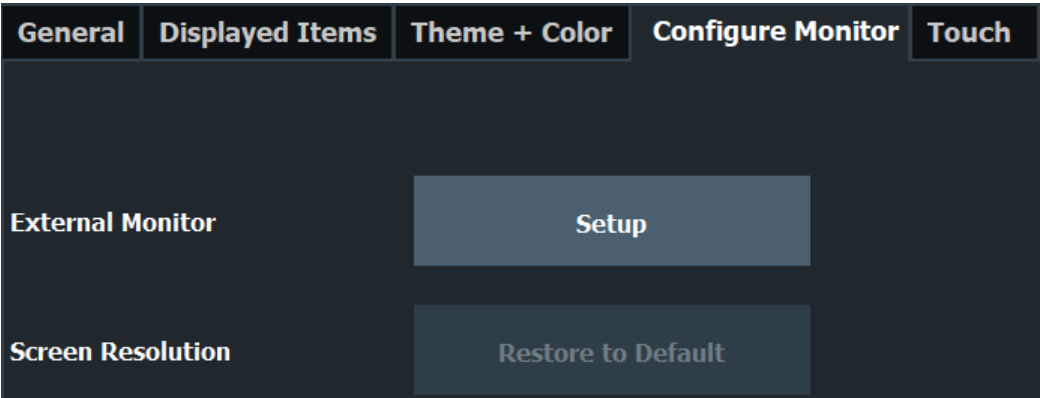 General Displayed Items Theme + Color Configure Monitor Touch
External Monitor Setup
Screen Resolution Restore to Default